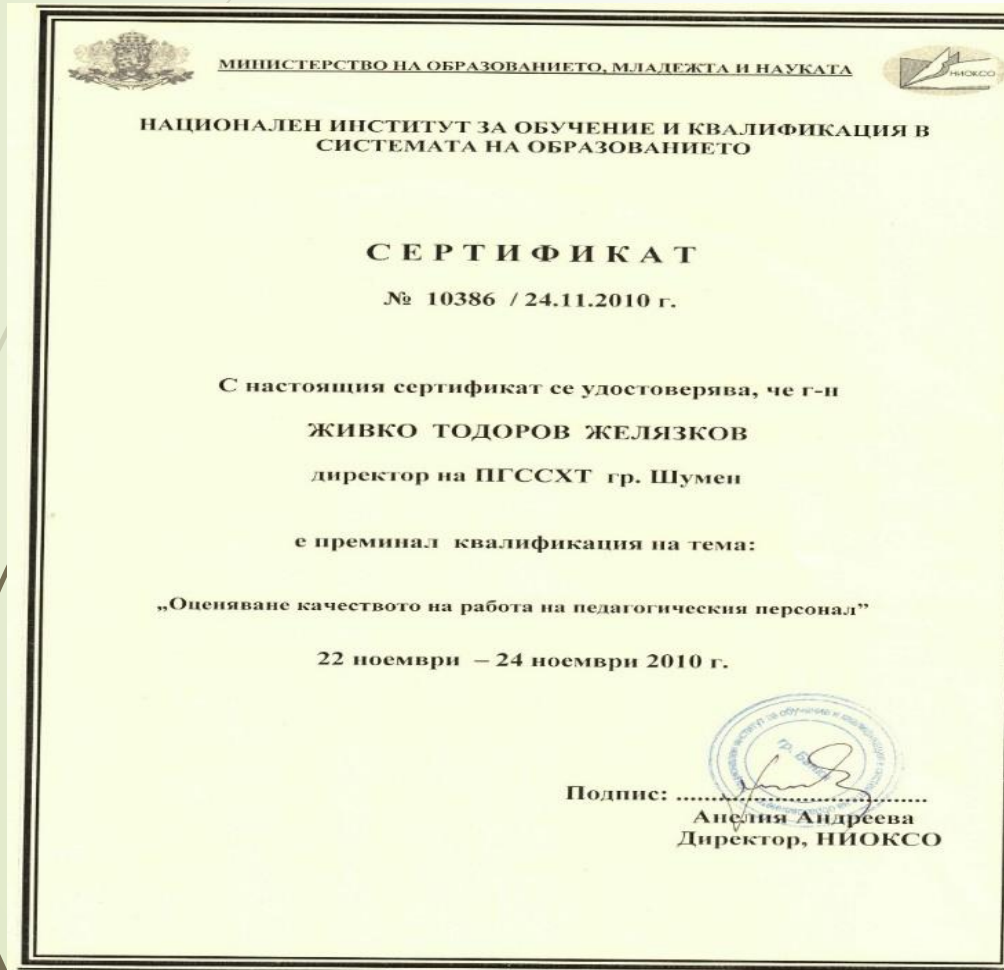 МИНИСТЕРСТВО НА ОБРАЗОВАНИЕТО, МЛАДЕЖТА И НАУКАТА
НИОКСО
НАЦИОНАЛЕН ИНСТИТУТ ЗА ОБУЧЕНИЕ И КВАЛИФИКАЦИЯ В
СИСТЕМАТА НА ОБРАЗОВАНИЕТО
С Е Р Т И Ф И К А Т
№ 10386 / 24.11.2010 г.
С настоящия сертификат се удостоверява, че г-н
ЖИВКО ТОДОРОВ ЖЕЛЯЗКОВ
директор на ПГССХТ гр. Шумен
е преминал квалификация на тема:
„Оценяване качеството на работа на педагогическия персонал”
22 ноември – 24 ноември 2010 г.
Подпис: ....................................
Анелия Андреева
Директор, НИОКСО